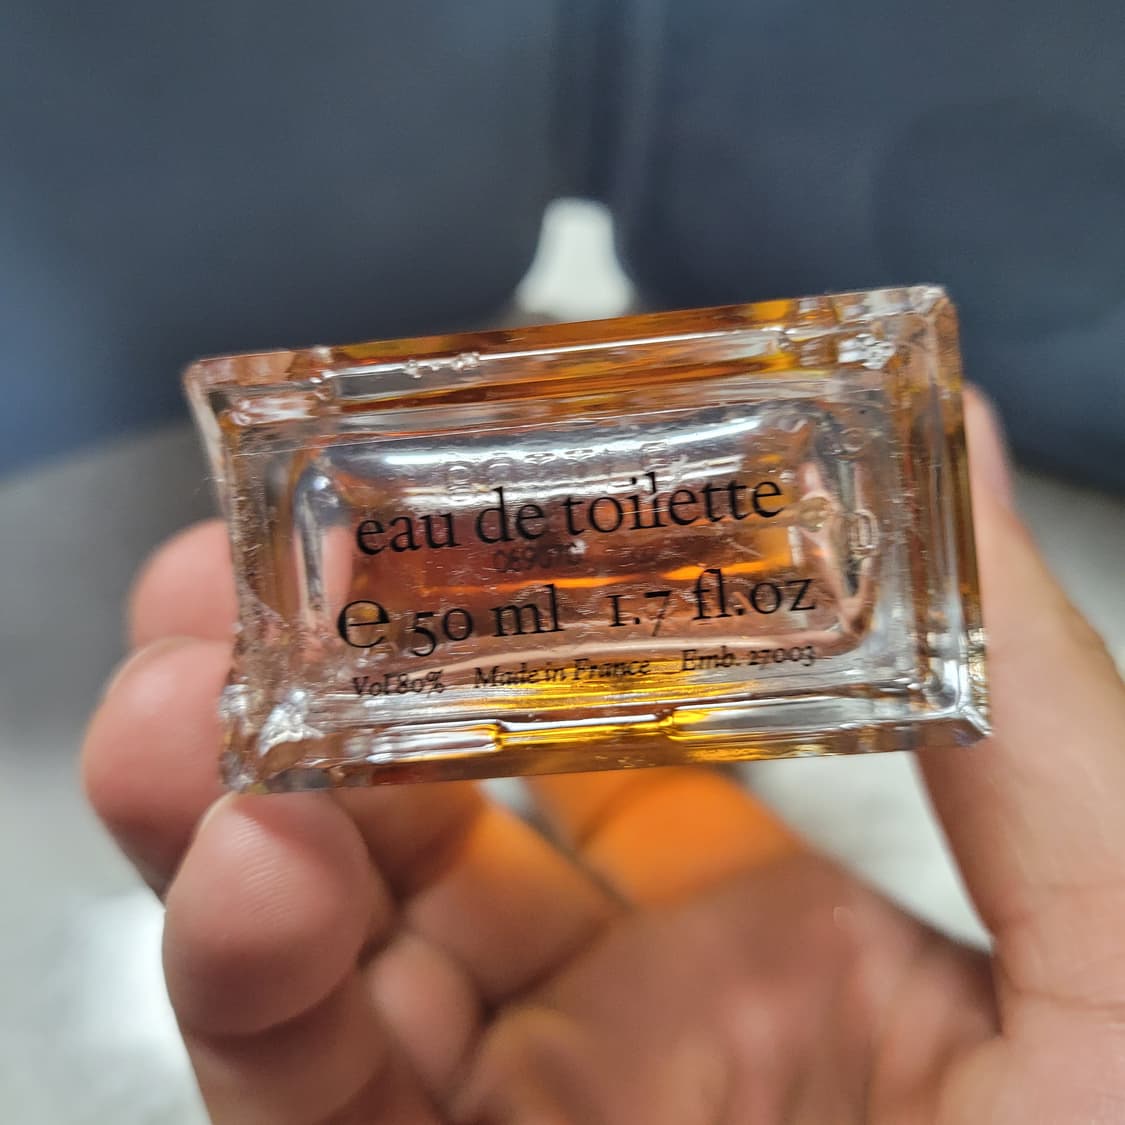 eau de toilette
e 50 ml 1.7 fl.oz
Vol 80% Made in France Emb. 27003